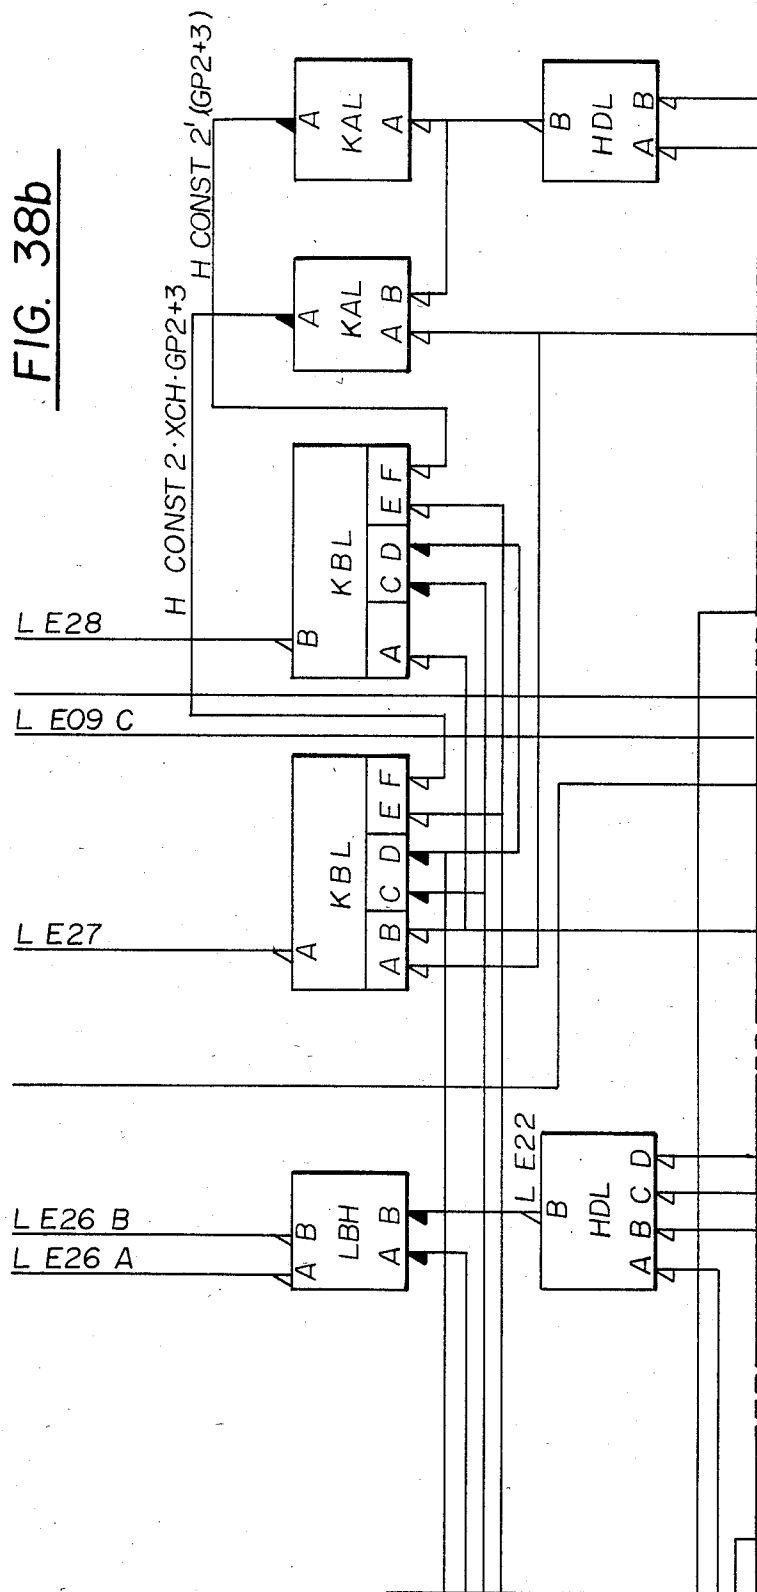 FIG. 38b
H CONST 2' (GP2+3)
H CONST 2·XCH·GP2+3
A
KAL
A
B
HDL
A B
A
KAL
A B
L E28
B
KBL
A C D E F
L E09 C
L E27
A
KBL
A B C D E F
L E26 B
L E26 A
A B
LBH
A B
L E22
B
HDL
A B C D